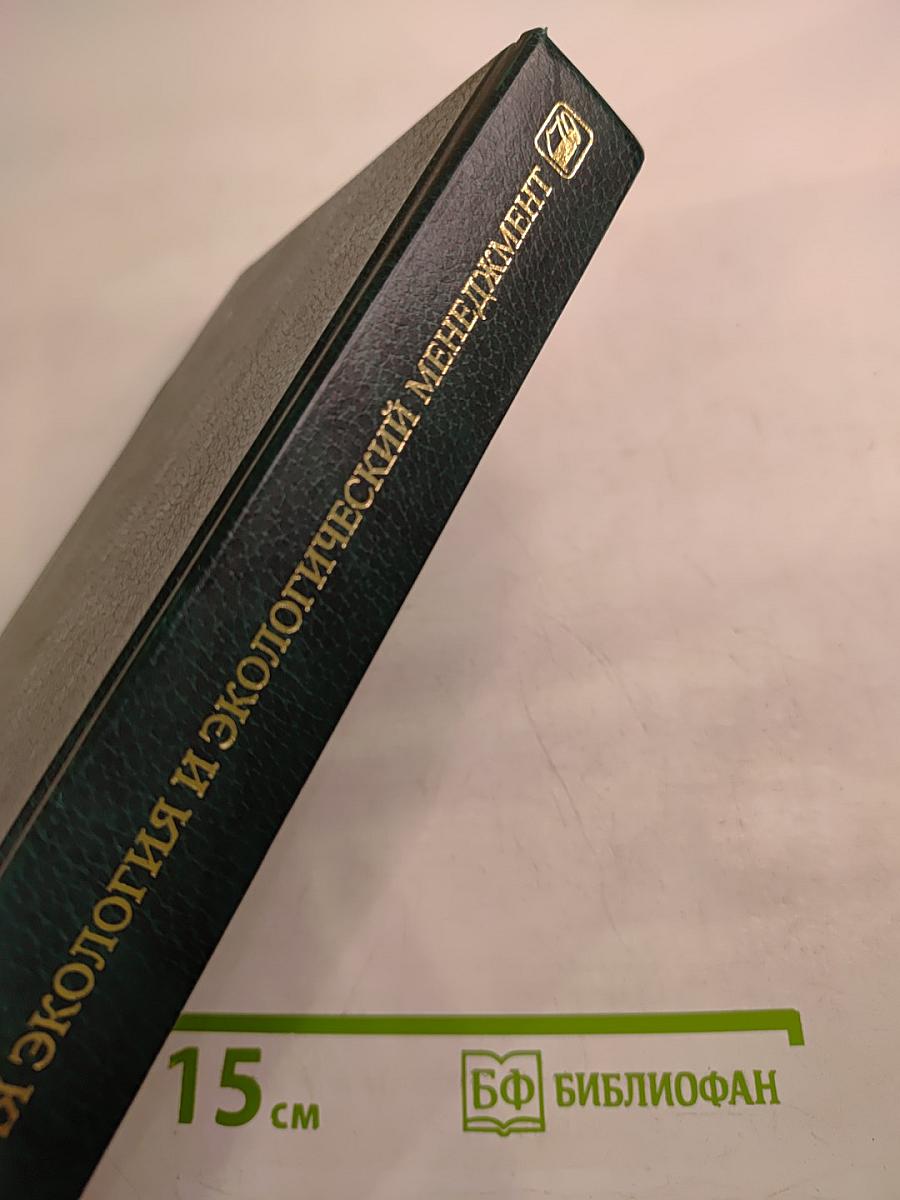 Я ЭКОЛОГИЯ И ЭКОЛОГИЧЕСКИЙ МЕНЕДЖМЕНТ
15 см
БФ БИБЛИОФАН